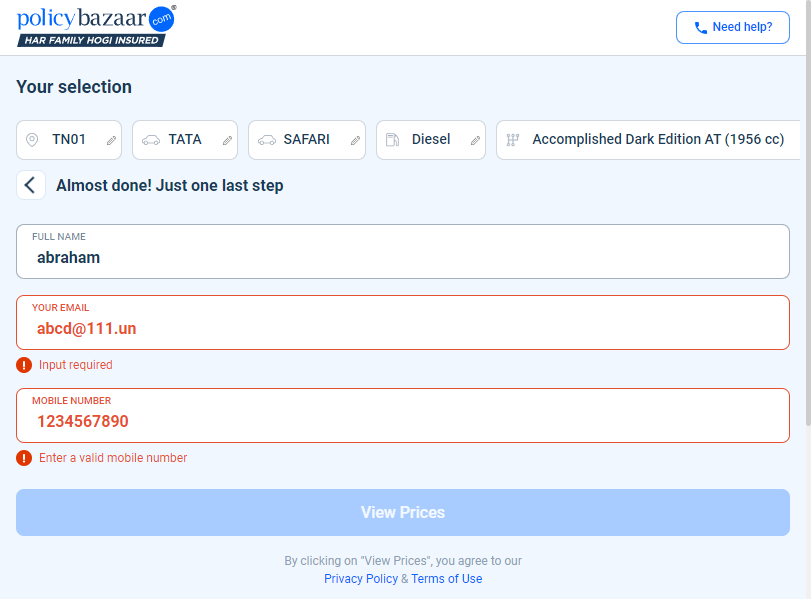 policybazaar.com®
HAR FAMILY HOGI INSURED
Need help?
Your selection
TN01
TATA
SAFARI
Diesel
Accomplished Dark Edition AT (1956 cc)
Almost done! Just one last step
FULL NAME
abraham
YOUR EMAIL
abcd@111.un
Input required
MOBILE NUMBER
1234567890
Enter a valid mobile number
View Prices
By clicking on "View Prices", you agree to our
Privacy Policy & Terms of Use